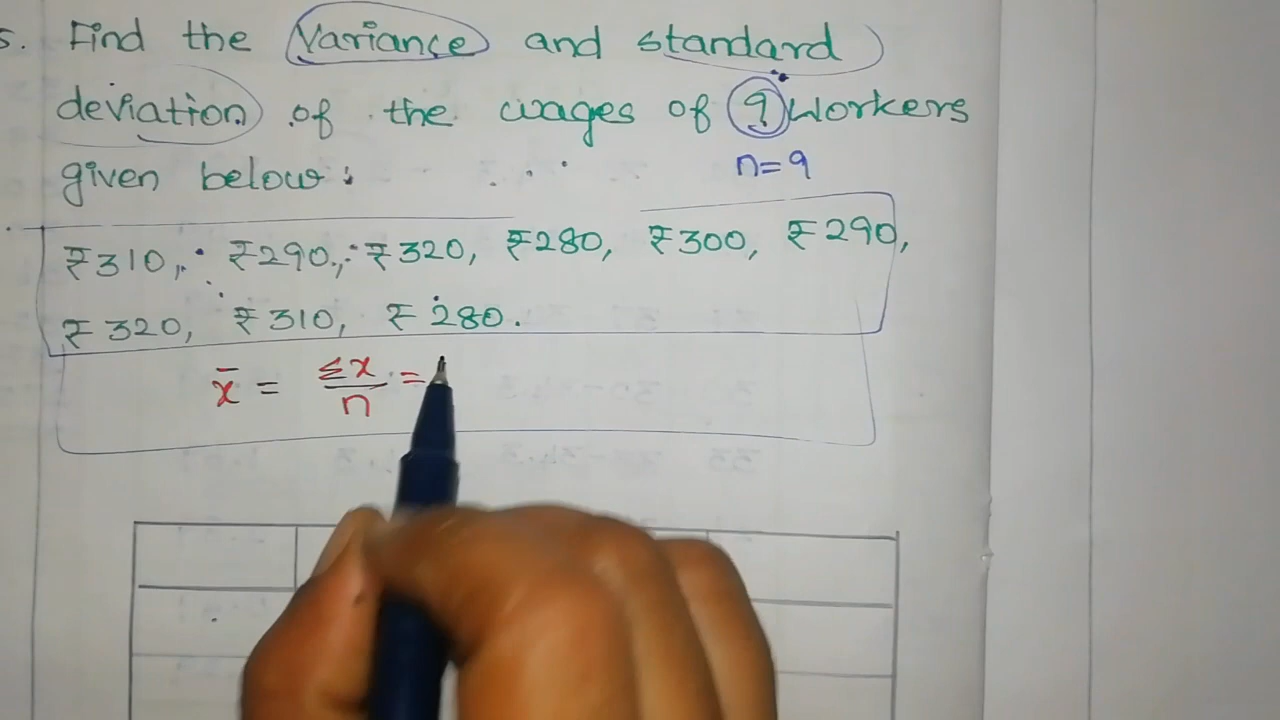 5. Find the Variance and standard
deviation of the wages of 9 workers
n=9
given below:
₹310, ₹290, ₹320, ₹280, ₹300, ₹290,
₹320, ₹310, ₹280.
x̄ = Σx/n =